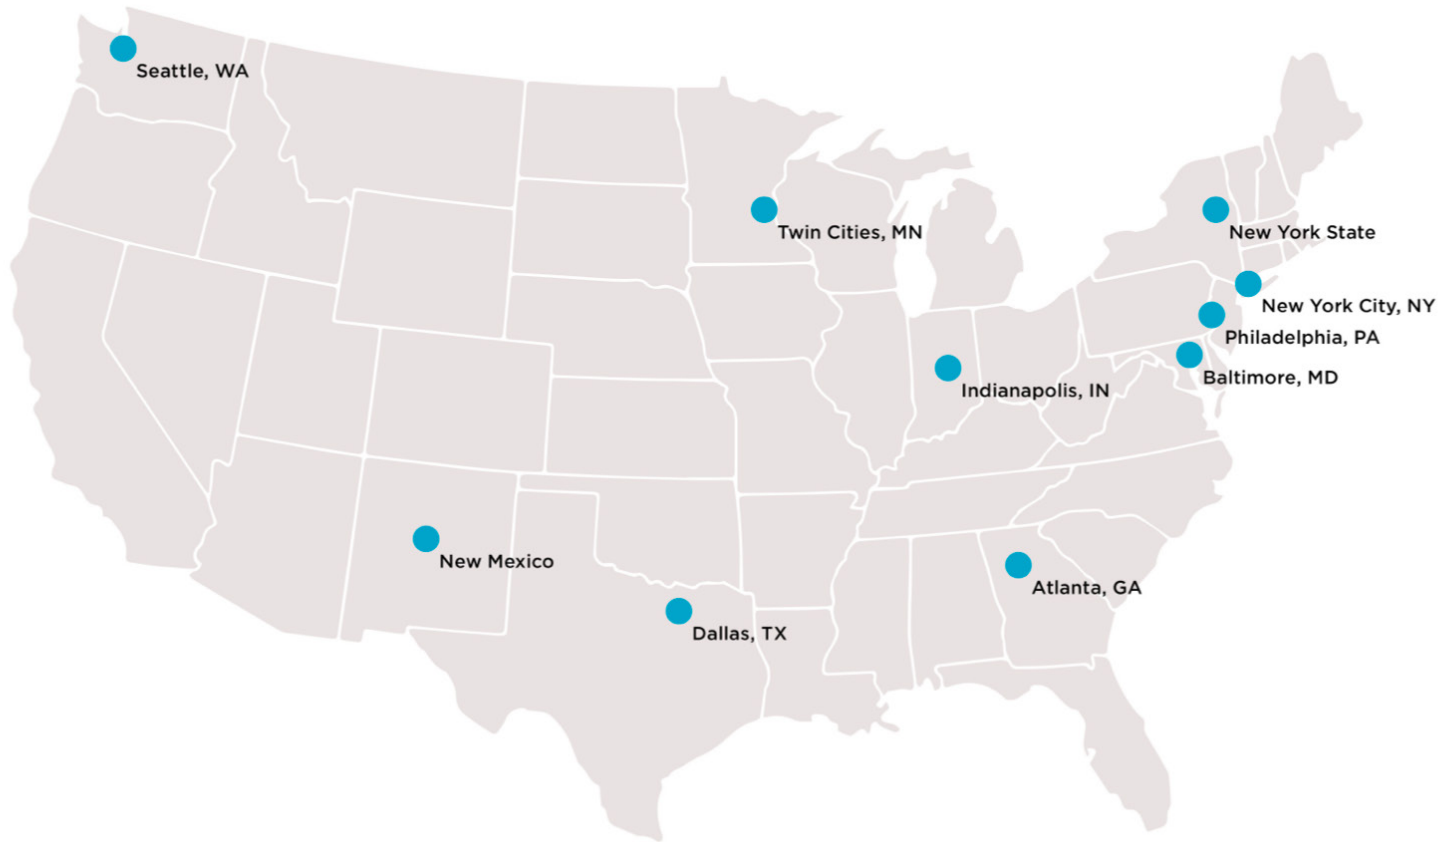 Seattle, WA
Twin Cities, MN
New York State
New York City, NY
Philadelphia, PA
Baltimore, MD
Indianapolis, IN
New Mexico
Atlanta, GA
Dallas, TX